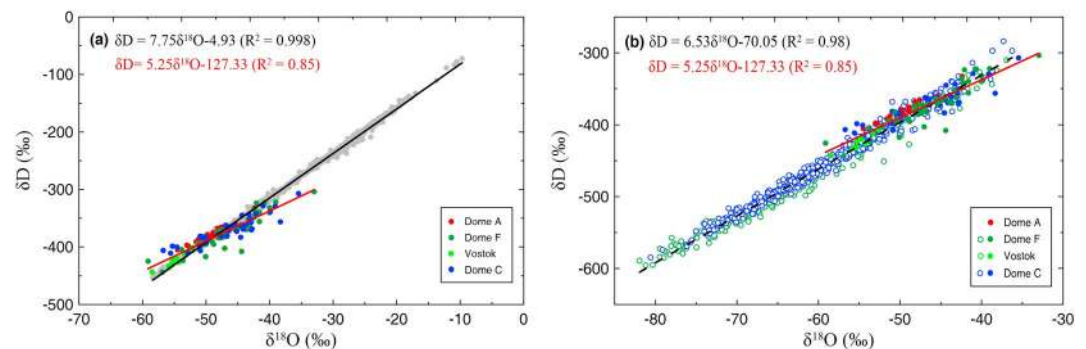 (a) δD = 7.75δ¹⁸O-4.93 (R² = 0.998)
δD= 5.25δ¹⁸O-127.33 (R² = 0.85)
0
-100
-200
-300
-400
-500
δD (‰)
-70 -60 -50 -40 -30 -20 -10 0
δ¹⁸O (‰)
Dome A
Dome F
Vostok
Dome C
(b) δD = 6.53δ¹⁸O-70.05 (R² = 0.98)
δD= 5.25δ¹⁸O-127.33 (R² = 0.85)
-300
-400
-500
-600
δD (‰)
-80 -70 -60 -50 -40 -30
δ¹⁸O (‰)
Dome A
Dome F
Vostok
Dome C